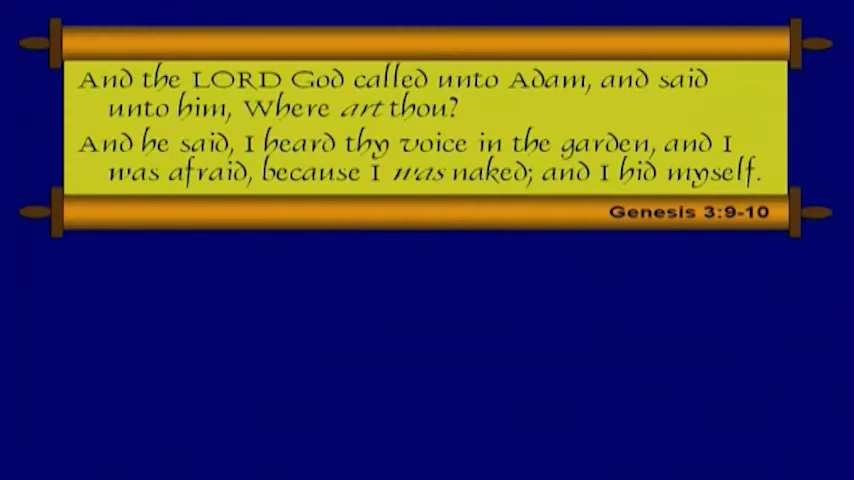 And the LORD God called unto Adam, and said
unto him, Where art thou?
And he said, I heard thy voice in the garden, and I
was afraid, because I was naked; and I hid myself.
Genesis 3:9-10